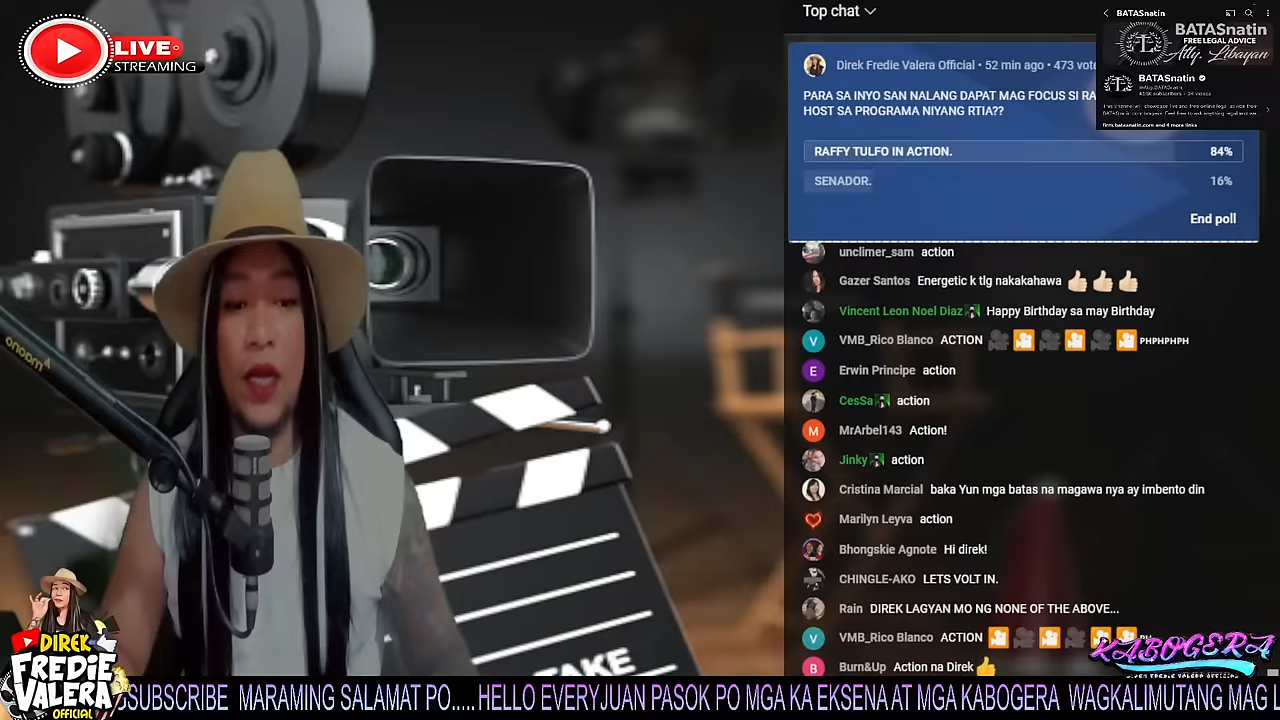 LIVE
STREAMING
maono
TAKE
DIREK
FREDIE
VALERA
OFFICIAL
Top chat
BATASnatin
BATASnatin
FREE LEGAL ADVICE
Atty. Libayan
BATASnatin
Direk Fredie Valera Official • 52 min ago • 473 vote
PARA SA INYO SAN NALANG DAPAT MAG FOCUS SI RA
HOST SA PROGRAMA NIYANG RTIA??
RAFFY TULFO IN ACTION. 84%
SENADOR. 16%
End poll
unclimer_sam action
Gazer Santos Energetic k tlg nakakahawa 👍🏻👍🏻👍🏻
Vincent Leon Noel Diaz Happy Birthday sa may Birthday
VMB_Rico Blanco ACTION 🎥🎦🎥🎦🎥🎦PHPHPHPH
Erwin Principe action
CesSa action
MrArbel143 Action!
Jinky action
Cristina Marcial baka Yun mga batas na magawa nya ay imbento din
Marilyn Leyva action
Bhongskie Agnote Hi direk!
CHINGLE-AKO LETS VOLT IN.
Rain DIREK LAGYAN MO NG NONE OF THE ABOVE...
VMB_Rico Blanco ACTION 🎦🎥🎦🎥🎦🎦
Burn&Up Action na Direk👍
KABOGERA
DIREK FREDIE VALERA OFFICIAL
SUBSCRIBE MARAMING SALAMAT PO..... HELLO EVERYJUAN PASOK PO MGA KA EKSENA AT MGA KABOGERA WAGKALIMUTANG MAG L